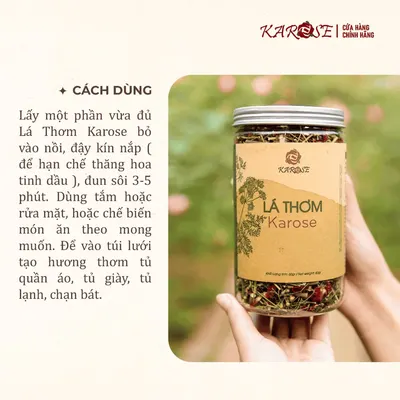 KAROSE
CỬA HÀNG
CHÍNH HÃNG
CÁCH DÙNG
Lấy một phần vừa đủ
Lá Thơm Karose bỏ
vào nồi, đậy kín nắp (
để hạn chế thăng hoa
tinh dầu ), đun sôi 3-5
phút. Dùng tắm hoặc
rửa mặt, hoặc chế biến
món ăn theo mong
muốn. Để vào túi lưới
tạo hương thơm tủ
quần áo, tủ giày, tủ
lạnh, chạn bát.
KAROSE
LÁ THƠM
Karose